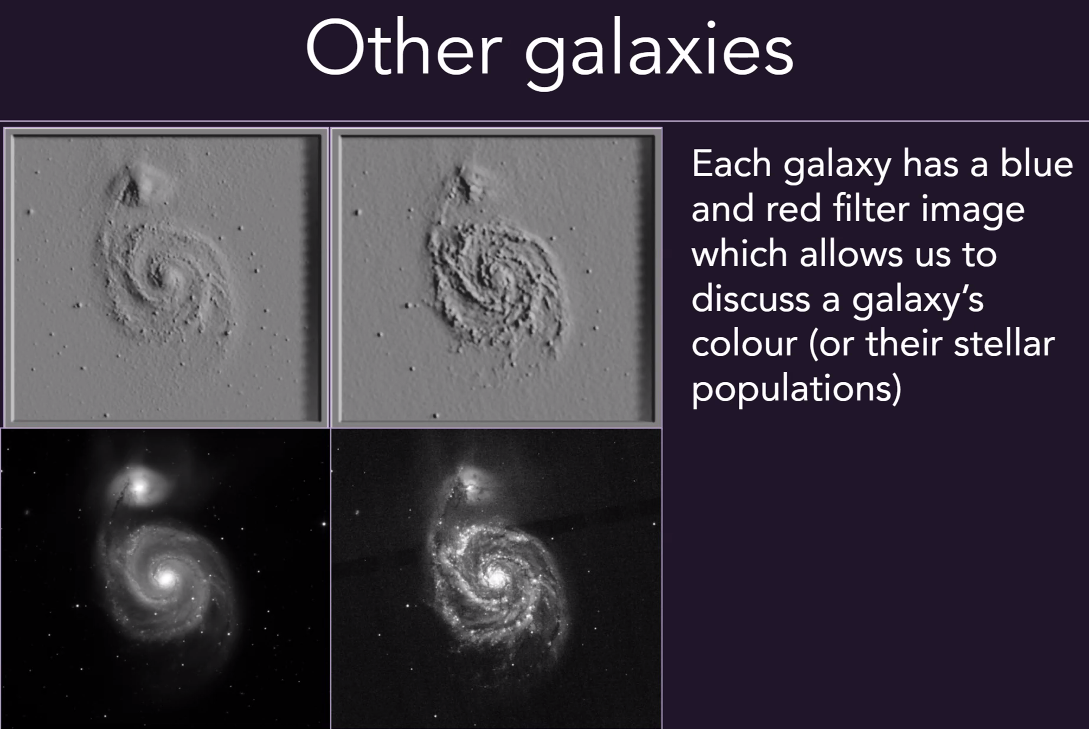 Other galaxies
Each galaxy has a blue
and red filter image
which allows us to
discuss a galaxy’s
colour (or their stellar
populations)